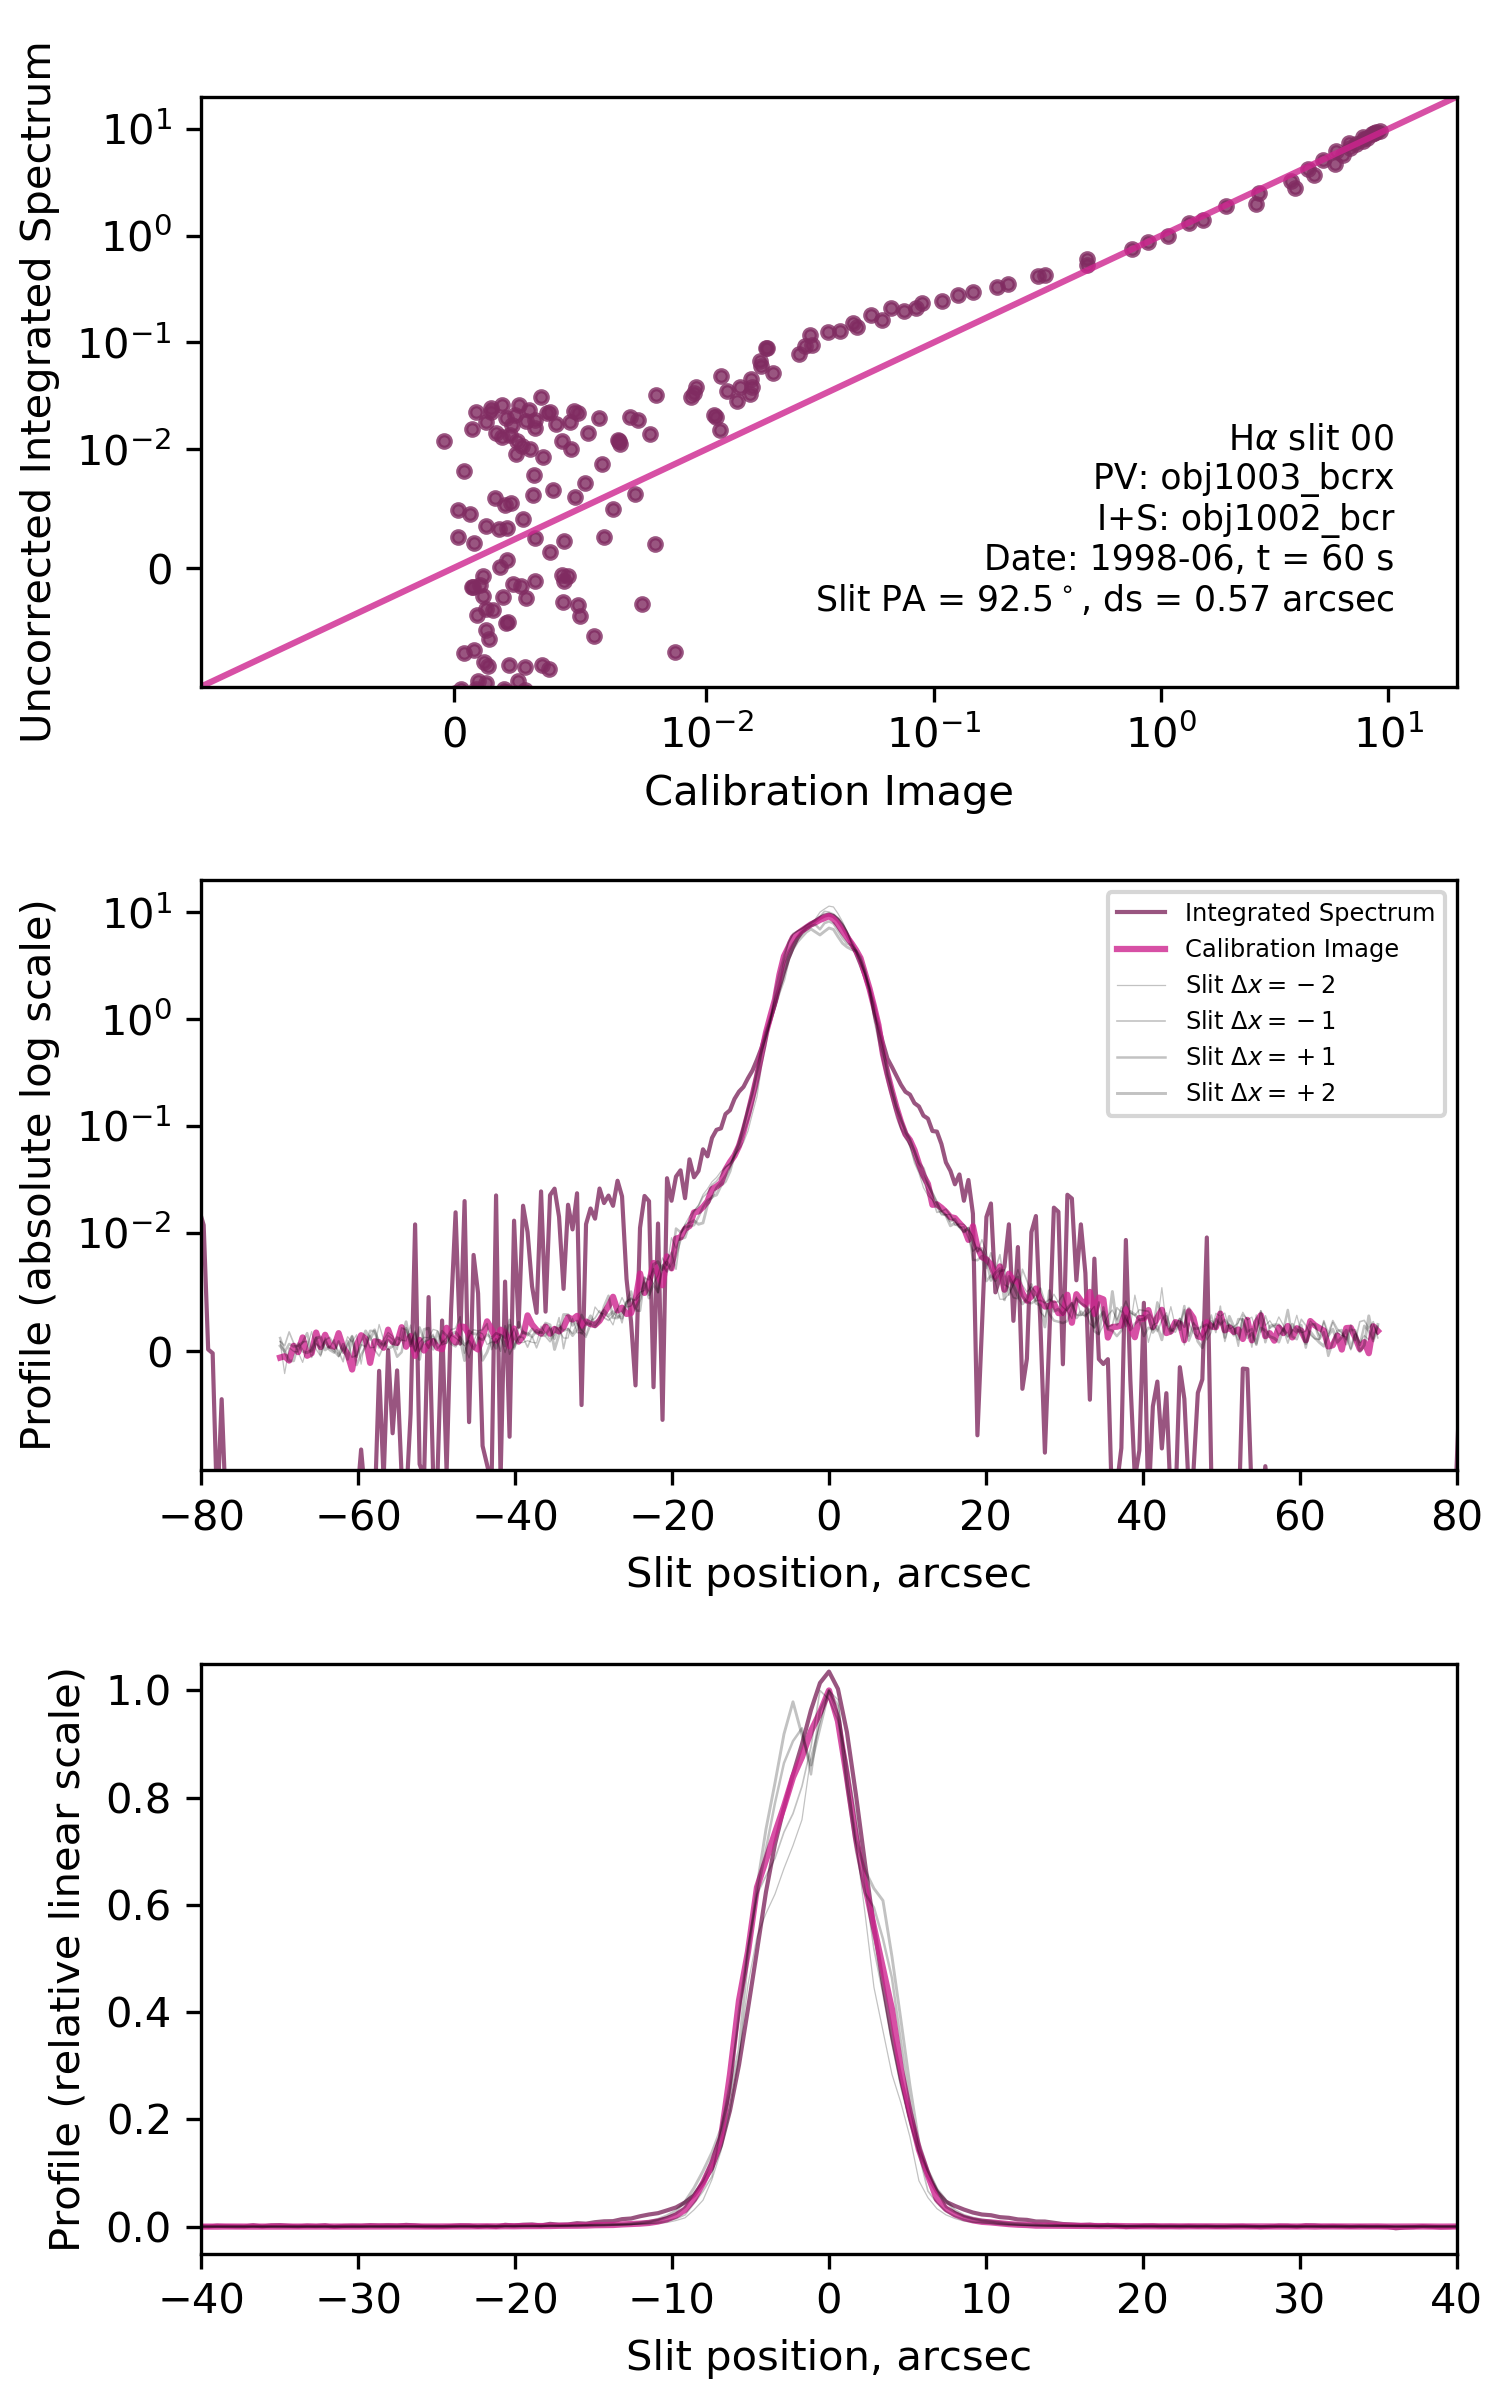 Uncorrected Integrated Spectrum
10¹
10⁰
10⁻¹
10⁻²
0
Hα slit 00
PV: obj1003_bcrx
I+S: obj1002_bcr
Date: 1998-06, t = 60 s
Slit PA = 92.5°, ds = 0.57 arcsec
0 10⁻² 10⁻¹ 10⁰ 10¹
Calibration Image
Profile (absolute log scale)
10¹
10⁰
10⁻¹
10⁻²
0
Integrated Spectrum
Calibration Image
Slit Δx = −2
Slit Δx = −1
Slit Δx = +1
Slit Δx = +2
−80 −60 −40 −20 0 20 40 60 80
Slit position, arcsec
Profile (relative linear scale)
1.0
0.8
0.6
0.4
0.2
0.0
−40 −30 −20 −10 0 10 20 30 40
Slit position, arcsec